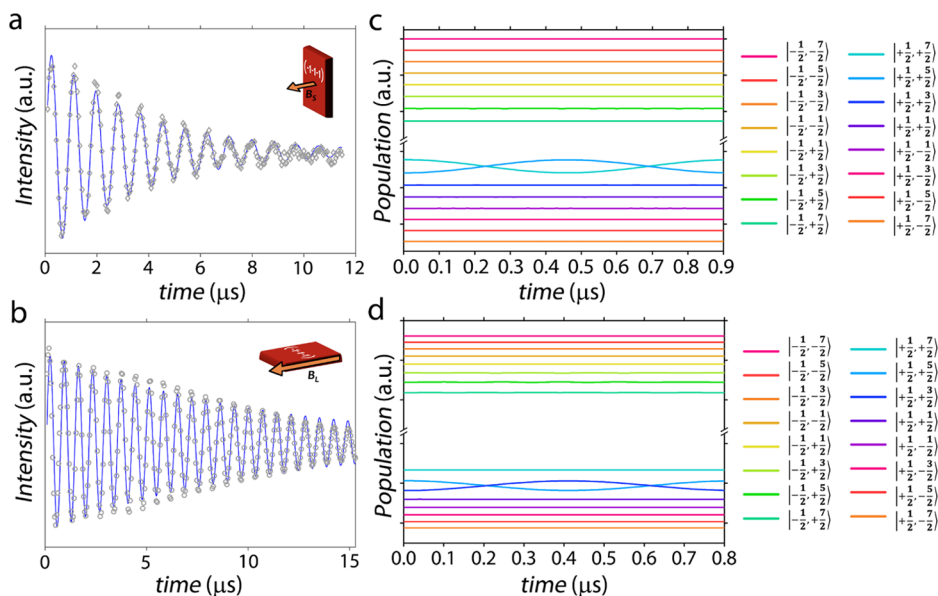 a
Intensity (a.u.)
(-1-1-1)
B_S
0 2 4 6 8 10 12
time (μs)
b
Intensity (a.u.)
B_L
0 5 10 15
time (μs)
c
Population (a.u.)
0.0 0.1 0.2 0.3 0.4 0.5 0.6 0.7 0.8 0.9
time (μs)
|-1/2,-7/2⟩ |+1/2,+7/2⟩
|-1/2,-5/2⟩ |+1/2,+5/2⟩
|-1/2,-3/2⟩ |+1/2,+3/2⟩
|-1/2,-1/2⟩ |+1/2,+1/2⟩
|-1/2,+1/2⟩ |+1/2,-1/2⟩
|-1/2,+3/2⟩ |+1/2,-3/2⟩
|-1/2,+5/2⟩ |+1/2,-5/2⟩
|-1/2,+7/2⟩ |+1/2,-7/2⟩
d
Population (a.u.)
0.0 0.1 0.2 0.3 0.4 0.5 0.6 0.7 0.8
time (μs)
|-1/2,-7/2⟩ |+1/2,+7/2⟩
|-1/2,-5/2⟩ |+1/2,+5/2⟩
|-1/2,-3/2⟩ |+1/2,+3/2⟩
|-1/2,-1/2⟩ |+1/2,+1/2⟩
|-1/2,+1/2⟩ |+1/2,-1/2⟩
|-1/2,+3/2⟩ |+1/2,-3/2⟩
|-1/2,+5/2⟩ |+1/2,-5/2⟩
|-1/2,+7/2⟩ |+1/2,-7/2⟩